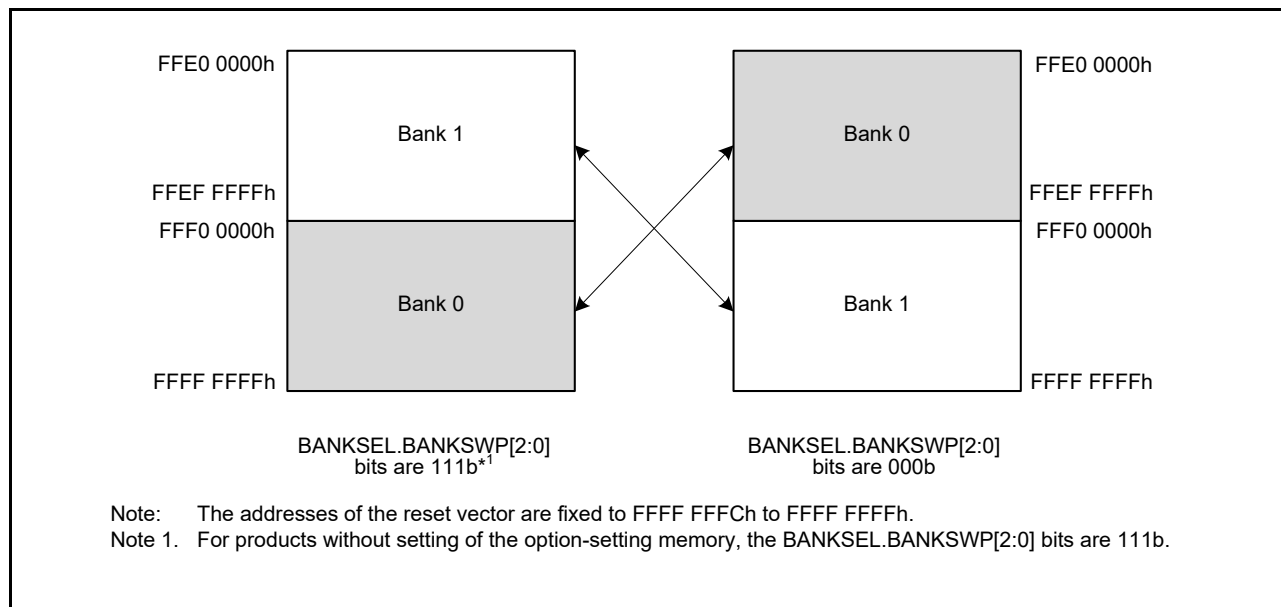 FFE0 0000h
Bank 1
FFEF FFFFh
FFF0 0000h
Bank 0
FFFF FFFFh
BANKSEL.BANKSWP[2:0]
bits are 111b*1
FFE0 0000h
Bank 0
FFEF FFFFh
FFF0 0000h
Bank 1
FFFF FFFFh
BANKSEL.BANKSWP[2:0]
bits are 000b
Note: The addresses of the reset vector are fixed to FFFF FFFCh to FFFF FFFFh.
Note 1. For products without setting of the option-setting memory, the BANKSEL.BANKSWP[2:0] bits are 111b.